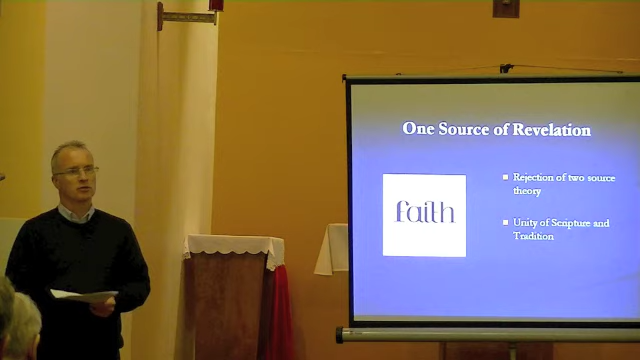 One Source of Revelation
Rejection of two source
theory
faith
Unity of Scripture and
Tradition